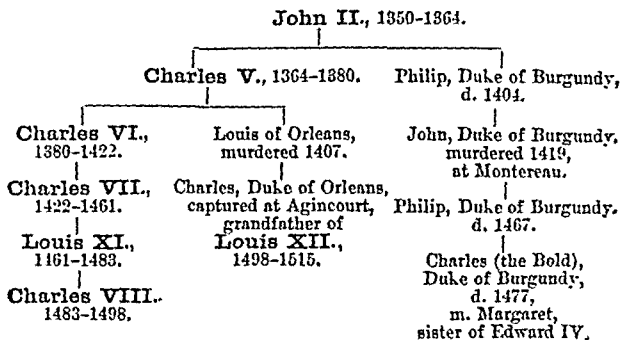 John II., 1350-1364.
Charles V., 1364-1380.
Philip, Duke of Burgundy,
d. 1404.
Charles VI.,
1380-1422.
Louis of Orleans,
murdered 1407.
John, Duke of Burgundy.
murdered 1419,
at Montereau.
Charles VII.,
1422-1461.
Charles, Duke of Orleans,
captured at Agincourt,
grandfather of
Louis XII.,
1498-1515.
Philip, Duke of Burgundy.
d. 1467.
Louis XI.,
1461-1483.
Charles (the Bold),
Duke of Burgundy,
d. 1477,
m. Margaret,
sister of Edward IV.
Charles VIII.
1483-1498.